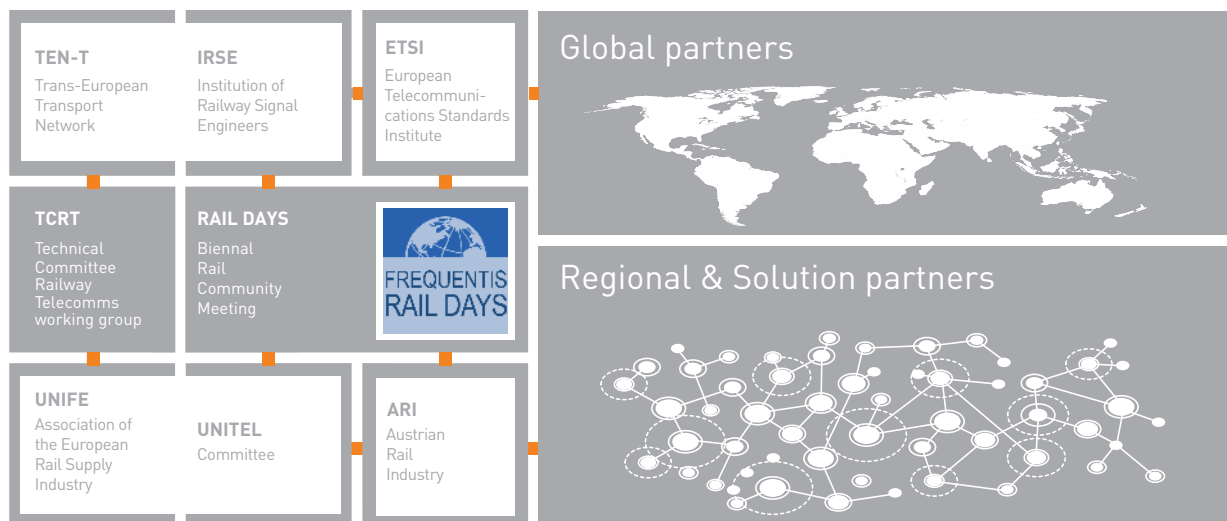 TEN-T
Trans-European
Transport
Network
IRSE
Institution of
Railway Signal
Engineers
ETSI
European
Telecommuni-
cations Standards
Institute
Global partners
TCRT
Technical
Committee
Railway
Telecomms
working group
RAIL DAYS
Biennal
Rail
Community
Meeting
FREQUENTIS
RAIL DAYS
Regional & Solution partners
UNIFE
Association of
the European
Rail Supply
Industry
UNITEL
Committee
ARI
Austrian
Rail
Industry